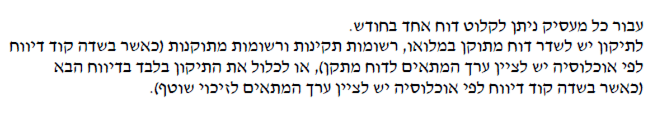 עבור כל מעסיק ניתן לקלוט דוח אחד בחודש.
לתיקון יש לשדר דוח מתוקן במלואו, רשומות תקינות ורשומות מתוקנות (כאשר בשדה קוד דיווח
לפי אוכלוסיה יש לציין ערך המתאים לדוח מתקן), או לכלול את התיקון בלבד בדיווח הבא
(כאשר בשדה קוד דיווח לפי אוכלוסיה יש לציין ערך המתאים לזיכוי שוטף).